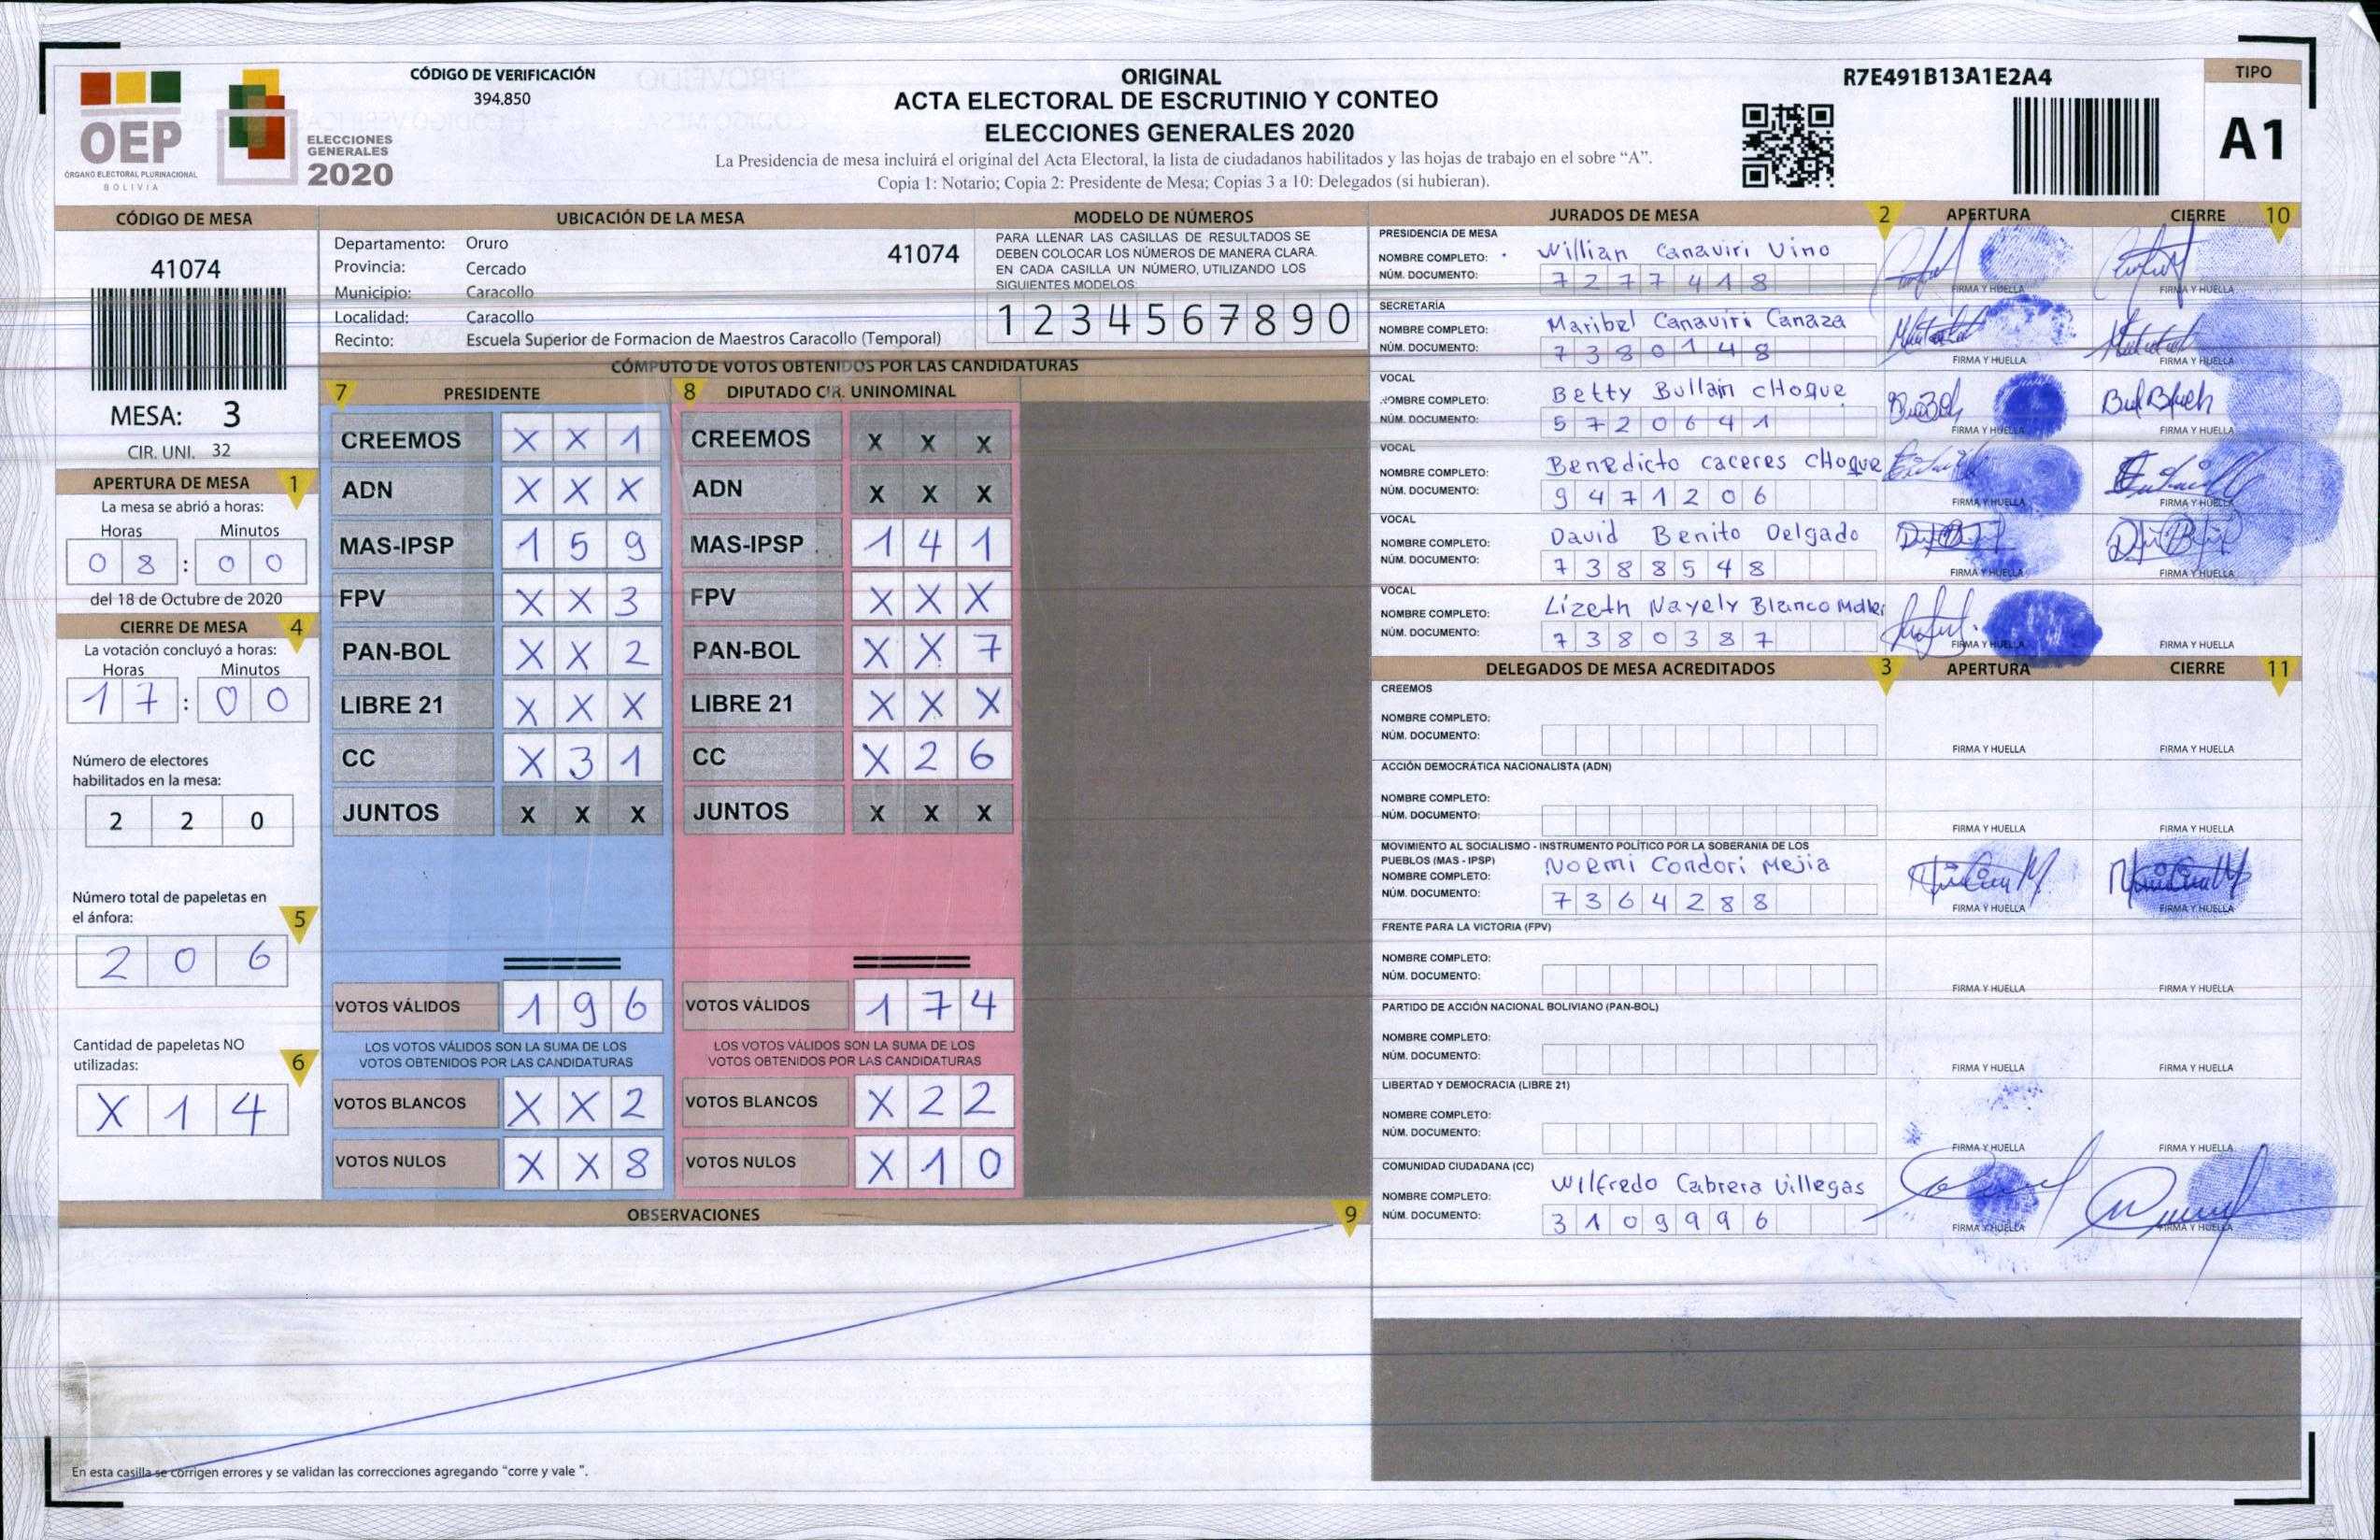 CÓDIGO DE VERIFICACIÓN
394.850
OEP
ÓRGANO ELECTORAL PLURINACIONAL
BOLIVIA
ELECCIONES
GENERALES
2020
ORIGINAL
ACTA ELECTORAL DE ESCRUTINIO Y CONTEO
ELECCIONES GENERALES 2020
La Presidencia de mesa incluirá el original del Acta Electoral, la lista de ciudadanos habilitados y las hojas de trabajo en el sobre “A”.
Copia 1: Notario; Copia 2: Presidente de Mesa; Copias 3 a 10: Delegados (si hubieran).
R7E491B13A1E2A4
TIPO
A1
CÓDIGO DE MESA
41074
MESA: 3
CIR. UNI. 32
APERTURA DE MESA 1
La mesa se abrió a horas:
Horas Minutos
0 8 : 0 0
del 18 de Octubre de 2020
CIERRE DE MESA 4
La votación concluyó a horas:
Horas Minutos
1 7 : 0 0
Número de electores
habilitados en la mesa:
2 2 0
Número total de papeletas en
el ánfora: 5
2 0 6
Cantidad de papeletas NO
utilizadas: 6
X 1 4
UBICACIÓN DE LA MESA
Departamento: Oruro 41074
Provincia: Cercado
Municipio: Caracollo
Localidad: Caracollo
Recinto: Escuela Superior de Formacion de Maestros Caracollo (Temporal)
MODELO DE NÚMEROS
PARA LLENAR LAS CASILLAS DE RESULTADOS SE
DEBEN COLOCAR LOS NÚMEROS DE MANERA CLARA.
EN CADA CASILLA UN NÚMERO, UTILIZANDO LOS
SIGUIENTES MODELOS:
1 2 3 4 5 6 7 8 9 0
CÓMPUTO DE VOTOS OBTENIDOS POR LAS CANDIDATURAS
7 PRESIDENTE
CREEMOS X X 1
ADN X X X
MAS-IPSP 1 5 9
FPV X X 3
PAN-BOL X X 2
LIBRE 21 X X X
CC X 3 1
JUNTOS X X X
VOTOS VÁLIDOS 1 9 6
LOS VOTOS VÁLIDOS SON LA SUMA DE LOS
VOTOS OBTENIDOS POR LAS CANDIDATURAS
VOTOS BLANCOS X X 2
VOTOS NULOS X X 8
8 DIPUTADO CIR. UNINOMINAL
CREEMOS X X X
ADN X X X
MAS-IPSP 1 4 1
FPV X X X
PAN-BOL X X 7
LIBRE 21 X X X
CC X 2 6
JUNTOS X X X
VOTOS VÁLIDOS 1 7 4
LOS VOTOS VÁLIDOS SON LA SUMA DE LOS
VOTOS OBTENIDOS POR LAS CANDIDATURAS
VOTOS BLANCOS X 2 2
VOTOS NULOS X 1 0
OBSERVACIONES 9
En esta casilla se corrigen errores y se validan las correcciones agregando “corre y vale ”.
JURADOS DE MESA 2 APERTURA CIERRE 10
PRESIDENCIA DE MESA
NOMBRE COMPLETO: Willian Canaviri Vino
NÚM. DOCUMENTO: 7 2 7 7 4 1 8
FIRMA Y HUELLA FIRMA Y HUELLA
SECRETARÍA
NOMBRE COMPLETO: Maribel Canaviri Canaza
NÚM. DOCUMENTO: 7 3 8 0 1 4 8
FIRMA Y HUELLA FIRMA Y HUELLA
VOCAL
NOMBRE COMPLETO: Betty Bullain CHoque
NÚM. DOCUMENTO: 5 7 2 0 6 4 1
FIRMA Y HUELLA FIRMA Y HUELLA
VOCAL
NOMBRE COMPLETO: Benedicto caceres CHoque
NÚM. DOCUMENTO: 9 4 7 1 2 0 6
FIRMA Y HUELLA FIRMA Y HUELLA
VOCAL
NOMBRE COMPLETO: David Benito Delgado
NÚM. DOCUMENTO: 7 3 8 8 5 4 8
FIRMA Y HUELLA FIRMA Y HUELLA
VOCAL
NOMBRE COMPLETO: Lizeth Nayely Blanco
NÚM. DOCUMENTO: 7 3 8 0 3 8 7
FIRMA Y HUELLA FIRMA Y HUELLA
DELEGADOS DE MESA ACREDITADOS 3 APERTURA CIERRE 11
CREEMOS
NOMBRE COMPLETO:
NÚM. DOCUMENTO:
FIRMA Y HUELLA FIRMA Y HUELLA
ACCIÓN DEMOCRÁTICA NACIONALISTA (ADN)
NOMBRE COMPLETO:
NÚM. DOCUMENTO:
FIRMA Y HUELLA FIRMA Y HUELLA
MOVIMIENTO AL SOCIALISMO - INSTRUMENTO POLÍTICO POR LA SOBERANIA DE LOS
PUEBLOS (MAS - IPSP)
NOMBRE COMPLETO: Noemi Condori Mejia
NÚM. DOCUMENTO: 7 3 6 4 2 8 8
FIRMA Y HUELLA FIRMA Y HUELLA
FRENTE PARA LA VICTORIA (FPV)
NOMBRE COMPLETO:
NÚM. DOCUMENTO:
FIRMA Y HUELLA FIRMA Y HUELLA
PARTIDO DE ACCIÓN NACIONAL BOLIVIANO (PAN-BOL)
NOMBRE COMPLETO:
NÚM. DOCUMENTO:
FIRMA Y HUELLA FIRMA Y HUELLA
LIBERTAD Y DEMOCRACIA (LIBRE 21)
NOMBRE COMPLETO:
NÚM. DOCUMENTO:
FIRMA Y HUELLA FIRMA Y HUELLA
COMUNIDAD CIUDADANA (CC)
NOMBRE COMPLETO: Wilfredo Cabrera Villegas
NÚM. DOCUMENTO: 3 1 0 9 9 9 6
FIRMA Y HUELLA FIRMA Y HUELLA